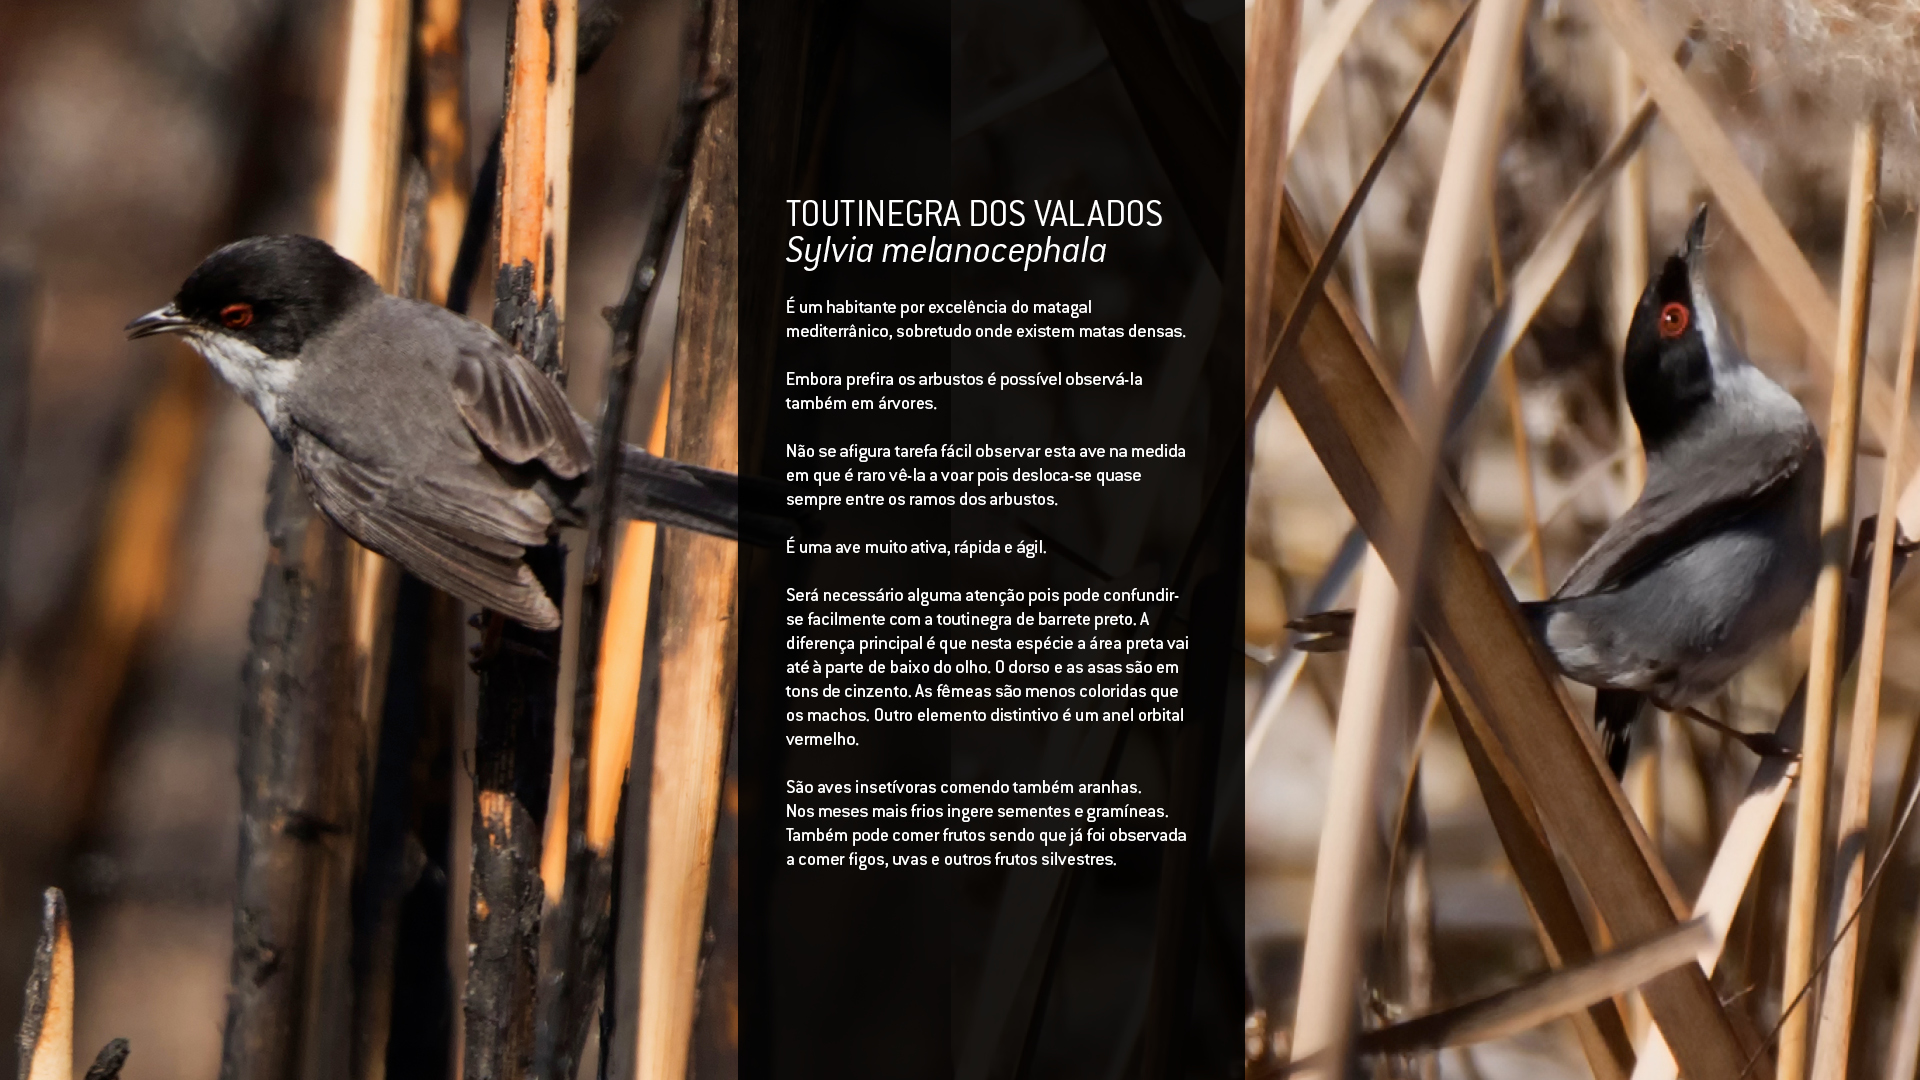 TOUTINEGRA DOS VALADOS
Sylvia melanocephala
É um habitante por excelência do matagal
mediterrânico, sobretudo onde existem matas densas.
Embora prefira os arbustos é possível observá-la
também em árvores.
Não se afigura tarefa fácil observar esta ave na medida
em que é raro vê-la a voar pois desloca-se quase
sempre entre os ramos dos arbustos.
É uma ave muito ativa, rápida e ágil.
Será necessário alguma atenção pois pode confundir-
se facilmente com a toutinegra de barrete preto. A
diferença principal é que nesta espécie a área preta vai
até à parte de baixo do olho. O dorso e as asas são em
tons de cinzento. As fêmeas são menos coloridas que
os machos. Outro elemento distintivo é um anel orbital
vermelho.
São aves insetívoras comendo também aranhas.
Nos meses mais frios ingere sementes e gramíneas.
Também pode comer frutos sendo que já foi observada
a comer figos, uvas e outros frutos silvestres.